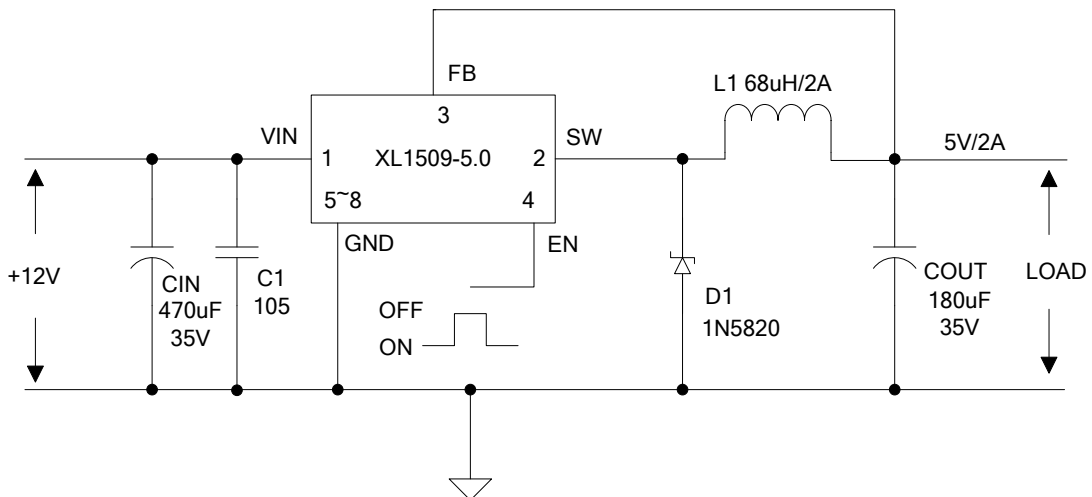 FB
L1 68uH/2A
3
VIN
SW
5V/2A
1
XL1509-5.0
2
5~8
4
GND
EN
+12V
CIN
470uF
35V
C1
105
OFF
ON
D1
1N5820
COUT
180uF
35V
LOAD